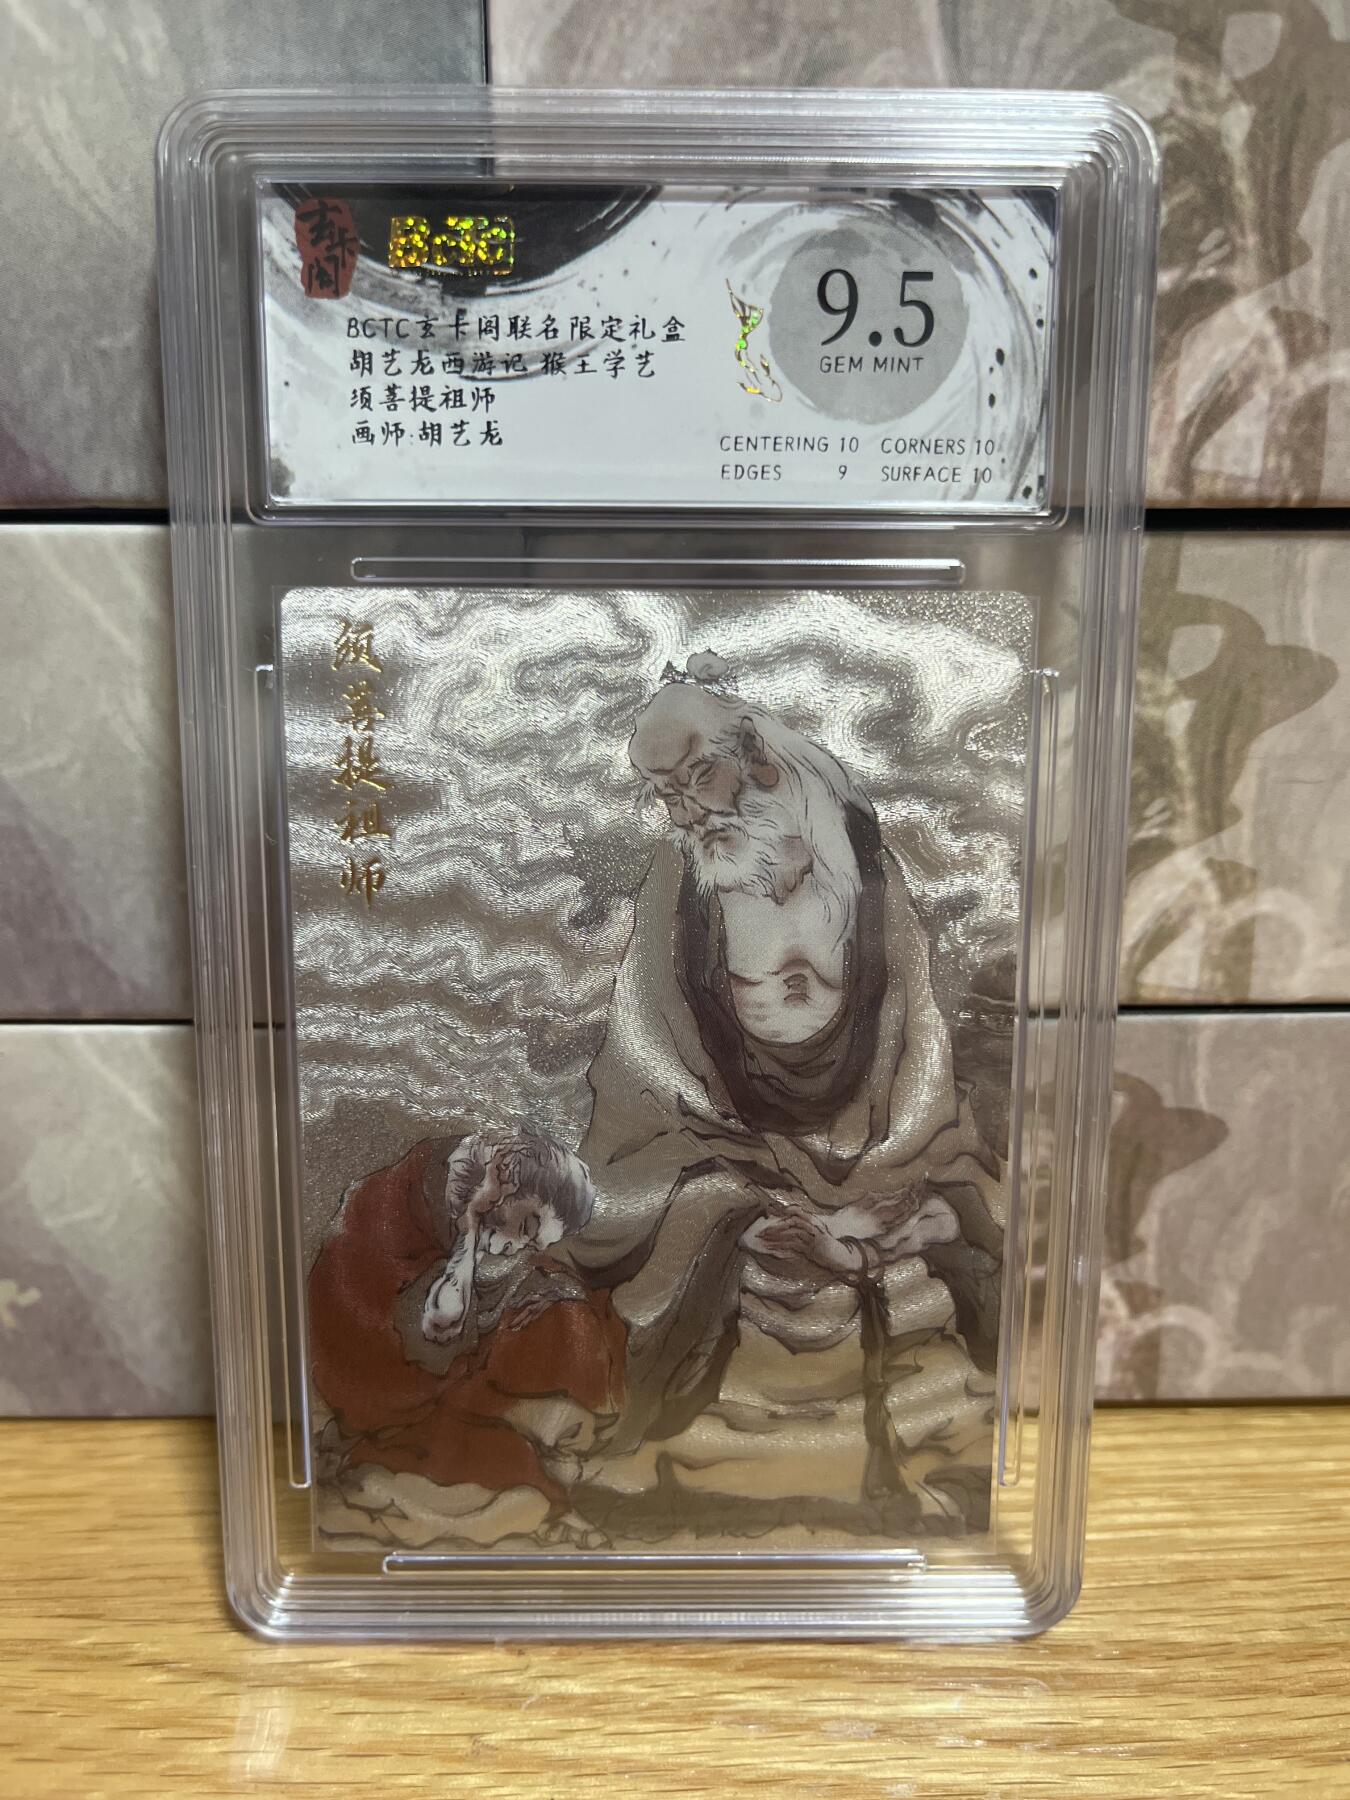 玄卡阁
BCTC
BCTC玄卡阁联名限定礼盒
胡艺龙西游记 猴王学艺
须菩提祖师
画师:胡艺龙
9.5
GEM MINT
CENTERING 10 CORNERS 10
EDGES 9 SURFACE 10
须菩提祖师